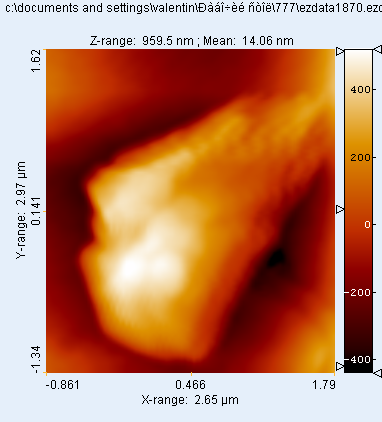 c:\documents and settings\valentin\Ðàáî÷èé ñòîë\777\ezdata1870.ezd
Z-range: 959.5 nm ; Mean: 14.06 nm
1.62
0.141
-1.34
Y-range: 2.97 µm
-0.861
0.466
1.79
X-range: 2.65 µm
400
200
0
-200
-400